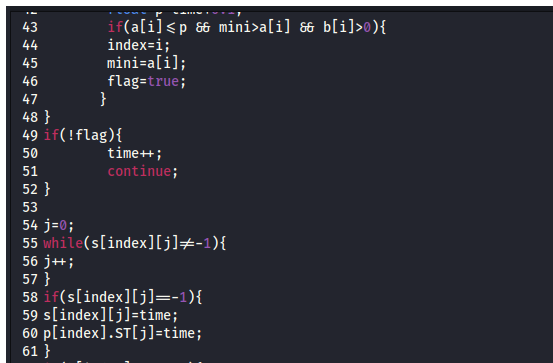 43 if(a[i]<=p && mini>a[i] && b[i]>0){
44 index=i;
45 mini=a[i];
46 flag=true;
47 }
48 }
49 if(!flag){
50 time++;
51 continue;
52 }
53
54 j=0;
55 while(s[index][j]!=-1){
56 j++;
57 }
58 if(s[index][j]==-1){
59 s[index][j]=time;
60 p[index].ST[j]=time;
61 }